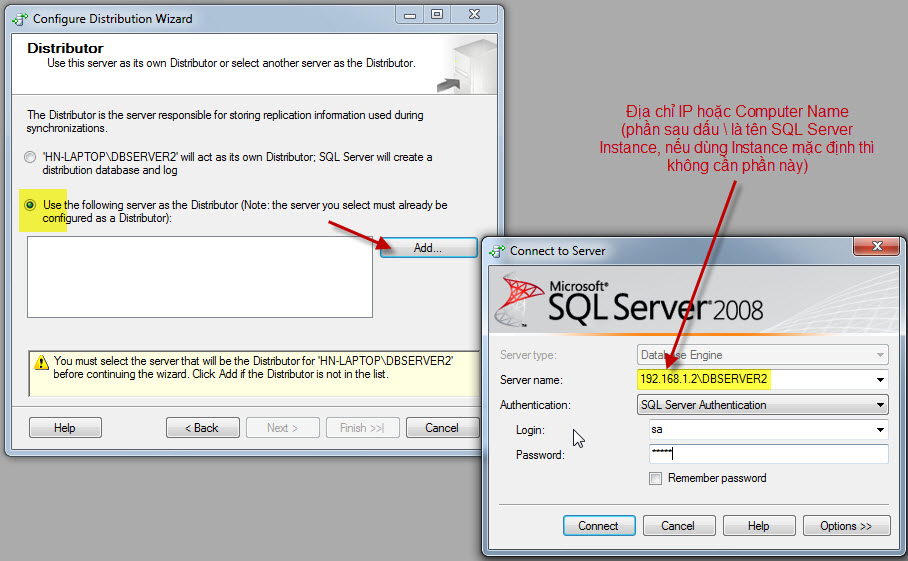 Configure Distribution Wizard
Distributor
Use this server as its own Distributor or select another server as the Distributor.
The Distributor is the server responsible for storing replication information used during
synchronizations.
'HN-LAPTOP\DBSERVER2' will act as its own Distributor; SQL Server will create a
distribution database and log
Use the following server as the Distributor (Note: the server you select must already be
configured as a Distributor):
Add...
You must select the server that will be the Distributor for 'HN-LAPTOP\DBSERVER2'
before continuing the wizard. Click Add if the Distributor is not in the list.
Help
< Back
Next >
Finish >>|
Cancel
Địa chỉ IP hoặc Computer Name
(phần sau dấu \ là tên SQL Server
Instance, nếu dùng Instance mặc định thì
không cần phần này)
Connect to Server
Microsoft®
SQL Server® 2008
Server type:
Database Engine
Server name:
192.168.1.2\DBSERVER2
Authentication:
SQL Server Authentication
Login:
sa
Password:
*****
Remember password
Connect
Cancel
Help
Options >>